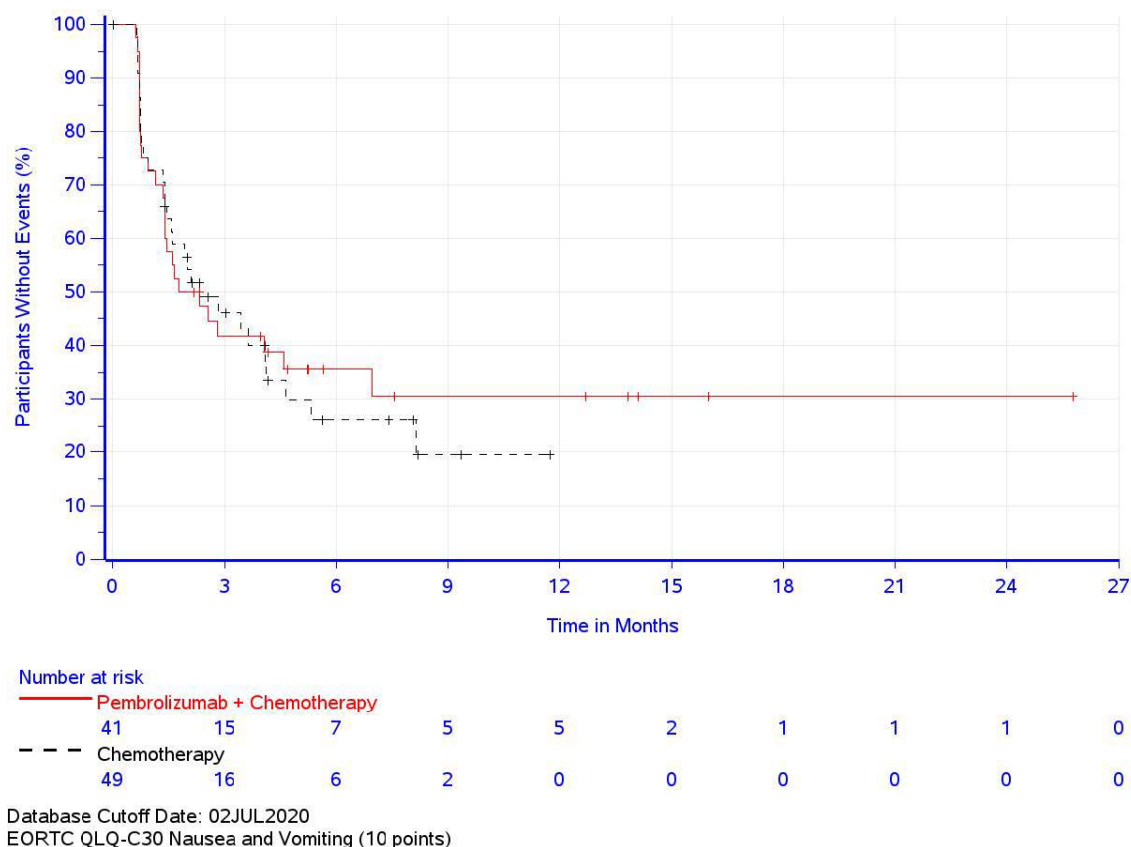 100
90
80
70
60
50
40
30
20
10
0
Participants Without Events (%)
0 3 6 9 12 15 18 21 24 27
Time in Months
Number at risk
Pembrolizumab + Chemotherapy
41 15 7 5 5 2 1 1 1 0
Chemotherapy
49 16 6 2 0 0 0 0 0 0
Database Cutoff Date: 02JUL2020
EORTC QLQ-C30 Nausea and Vomiting (10 points)